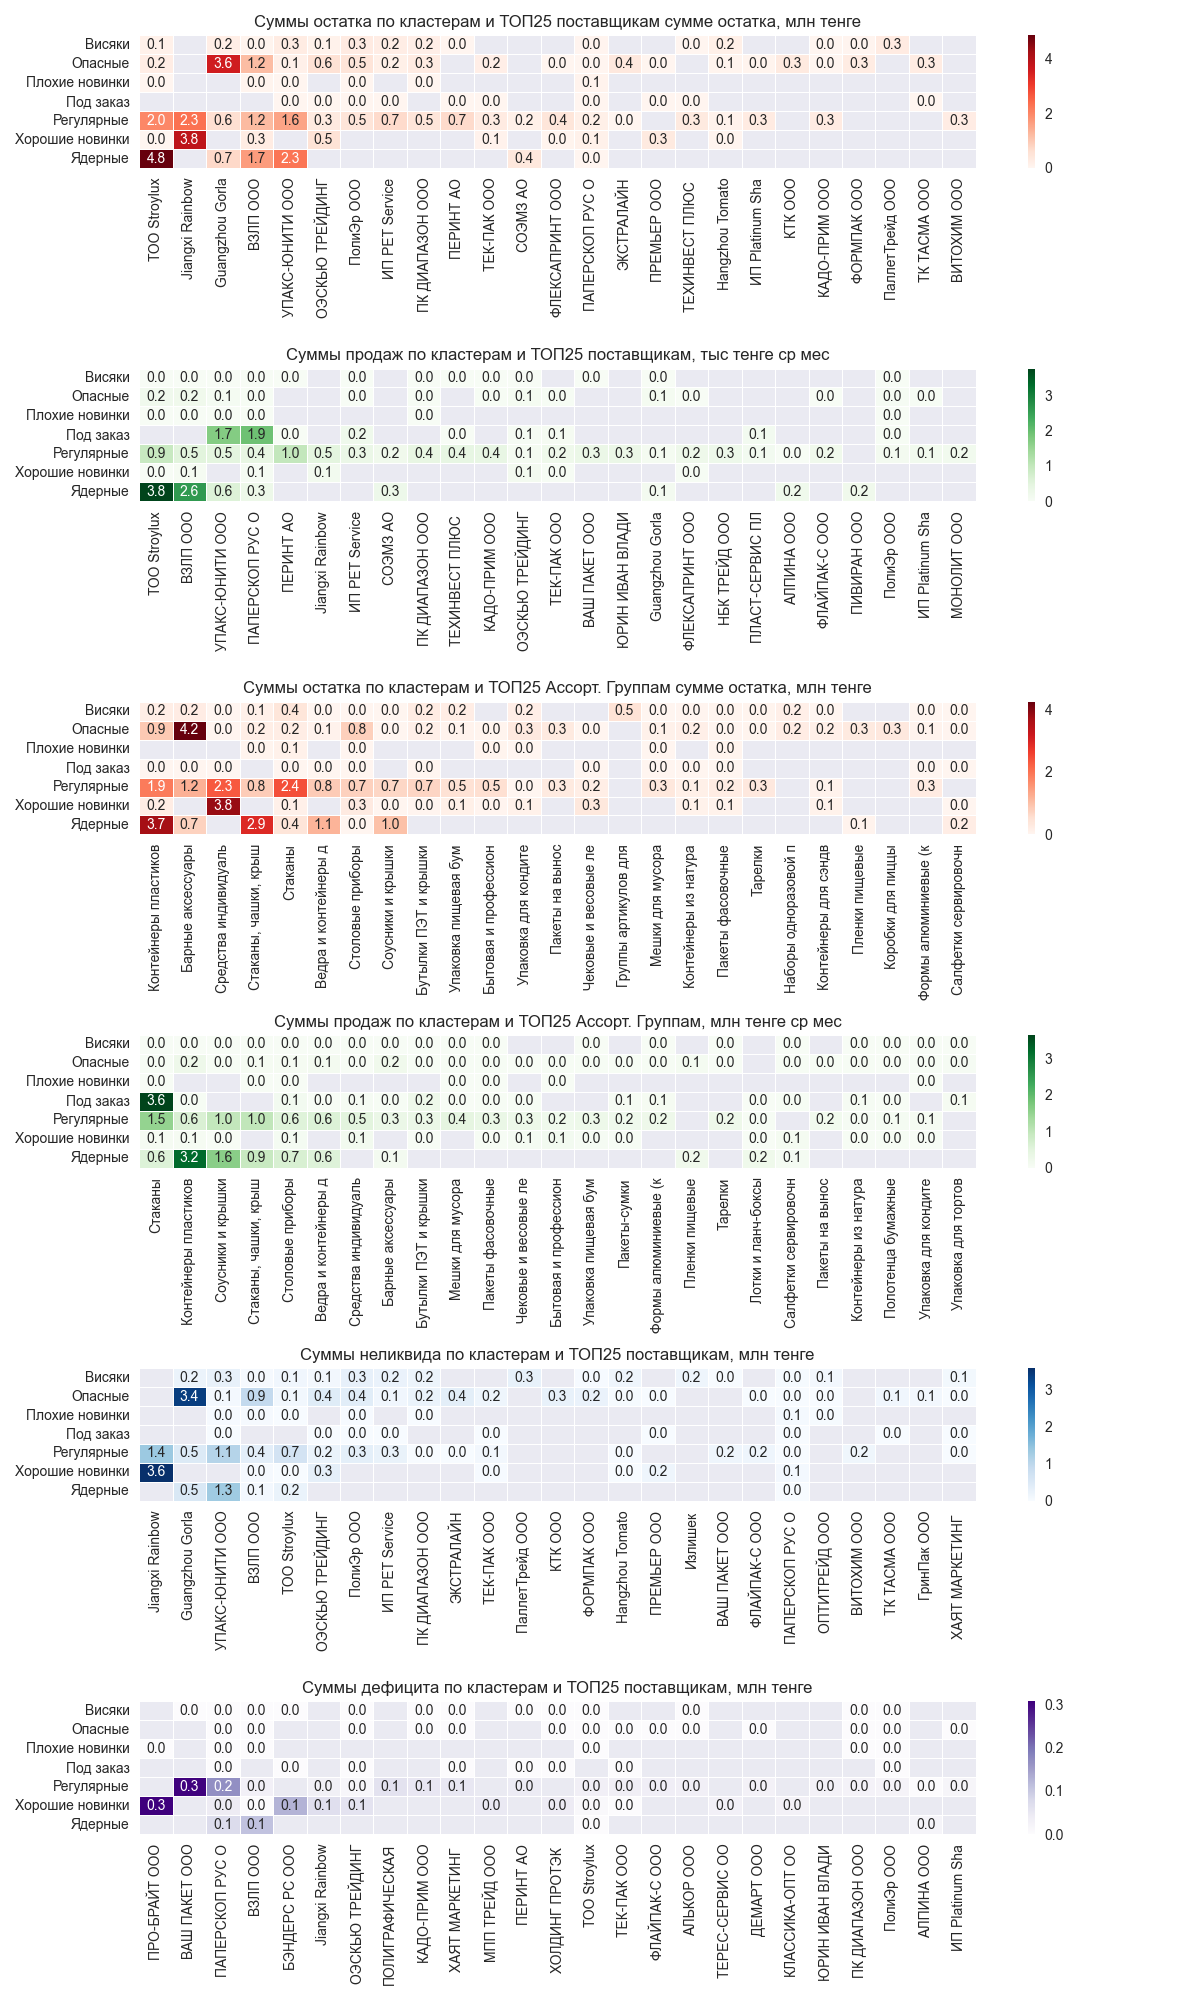 Суммы остатка по кластерам и ТОП25 поставщикам сумме остатка, млн тенге
Висяки 0.1 0.2 0.0 0.3 0.1 0.3 0.2 0.2 0.0 0.0 0.0 0.2 0.0 0.0 0.3
Опасные 0.2 3.6 1.2 0.1 0.6 0.5 0.2 0.3 0.2 0.0 0.0 0.4 0.0 0.1 0.0 0.3 0.0 0.3 0.3
Плохие новинки 0.0 0.0 0.0 0.0 0.0 0.1
Под заказ 0.0 0.0 0.0 0.0 0.0 0.0 0.0 0.0 0.0 0.0
Регулярные 2.0 2.3 0.6 1.2 1.6 0.3 0.5 0.7 0.5 0.7 0.3 0.2 0.4 0.2 0.0 0.3 0.1 0.3 0.3 0.3
Хорошие новинки 0.0 3.8 0.3 0.5 0.1 0.0 0.1 0.3 0.0
Ядерные 4.8 0.7 1.7 2.3 0.4 0.0
4
2
0
ТОО Stroylux
Jiangxi Rainbow
Guangzhou Gorla
ВЗЛП ООО
УПАКС-ЮНИТИ ООО
ОЭСКЬЮ ТРЕЙДИНГ
ПолиЭр ООО
ИП PET Service
ПК ДИАПАЗОН ООО
ПЕРИНТ АО
ТЕК-ПАК ООО
СОЭМЗ АО
ФЛЕКСАПРИНТ ООО
ПАПЕРСКОП РУС О
ЭКСТРАЛАЙН
ПРЕМЬЕР ООО
ТЕХИНВЕСТ ПЛЮС
Hangzhou Tomato
ИП Platinum Sha
КТК ООО
КАДО-ПРИМ ООО
ФОРМПАК ООО
ПаллетТрейд ООО
ТК ТАСМА ООО
ВИТОХИМ ООО
Суммы продаж по кластерам и ТОП25 поставщикам, тыс тенге ср мес
Висяки 0.0 0.0 0.0 0.0 0.0 0.0 0.0 0.0 0.0 0.0 0.0 0.0 0.0
Опасные 0.2 0.2 0.1 0.0 0.0 0.0 0.0 0.1 0.0 0.1 0.0 0.0 0.0 0.0
Плохие новинки 0.0 0.0 0.0 0.0 0.0 0.0
Под заказ 1.7 1.9 0.0 0.2 0.0 0.1 0.1 0.1 0.0
Регулярные 0.9 0.5 0.5 0.4 1.0 0.5 0.3 0.2 0.4 0.4 0.4 0.1 0.2 0.3 0.3 0.1 0.2 0.3 0.1 0.0 0.2 0.1 0.1 0.2
Хорошие новинки 0.0 0.1 0.1 0.1 0.1 0.0 0.0
Ядерные 3.8 2.6 0.6 0.3 0.3 0.1 0.2 0.2
3
2
1
0
ТОО Stroylux
ВЗЛП ООО
УПАКС-ЮНИТИ ООО
ПАПЕРСКОП РУС О
ПЕРИНТ АО
Jiangxi Rainbow
ИП PET Service
СОЭМЗ АО
ПК ДИАПАЗОН ООО
ТЕХИНВЕСТ ПЛЮС
КАДО-ПРИМ ООО
ОЭСКЬЮ ТРЕЙДИНГ
ТЕК-ПАК ООО
ВАШ ПАКЕТ ООО
ЮРИН ИВАН ВЛАДИ
Guangzhou Gorla
ФЛЕКСАПРИНТ ООО
НБК ТРЕЙД ООО
ПЛАСТ-СЕРВИС ПЛ
АЛПИНА ООО
ФЛАЙПАК-С ООО
ПИВИРАН ООО
ПолиЭр ООО
ИП Platinum Sha
МОНОЛИТ ООО
Суммы остатка по кластерам и ТОП25 Ассорт. Группам сумме остатка, млн тенге
Висяки 0.2 0.2 0.0 0.1 0.4 0.0 0.0 0.0 0.2 0.2 0.2 0.5 0.0 0.0 0.0 0.0 0.2 0.0 0.0 0.0
Опасные 0.9 4.2 0.0 0.2 0.2 0.1 0.8 0.0 0.2 0.1 0.0 0.3 0.3 0.0 0.1 0.2 0.0 0.0 0.2 0.2 0.3 0.3 0.1 0.0
Плохие новинки 0.0 0.1 0.0 0.0 0.0 0.0 0.0
Под заказ 0.0 0.0 0.0 0.0 0.0 0.0 0.0 0.0 0.0 0.0 0.0 0.0 0.0
Регулярные 1.9 1.2 2.3 0.8 2.4 0.8 0.7 0.7 0.7 0.5 0.5 0.0 0.3 0.2 0.3 0.1 0.2 0.3 0.1 0.3
Хорошие новинки 0.2 3.8 0.1 0.3 0.0 0.0 0.1 0.0 0.1 0.3 0.1 0.1 0.1 0.0
Ядерные 3.7 0.7 2.9 0.4 1.1 0.0 1.0 0.1 0.2
4
2
0
Контейнеры пластиков
Барные аксессуары
Средства индивидуаль
Стаканы, чашки, крыш
Стаканы
Ведра и контейнеры д
Столовые приборы
Соусники и крышки
Бутылки ПЭТ и крышки
Упаковка пищевая бум
Бытовая и профессион
Упаковка для кондите
Пакеты на вынос
Чековые и весовые ле
Группы артикулов для
Мешки для мусора
Контейнеры из натура
Пакеты фасовочные
Тарелки
Наборы одноразовой п
Контейнеры для сэндв
Пленки пищевые
Коробки для пиццы
Формы алюминиевые (к
Салфетки сервировочн
Суммы продаж по кластерам и ТОП25 Ассорт. Группам, млн тенге ср мес
Висяки 0.0 0.0 0.0 0.0 0.0 0.0 0.0 0.0 0.0 0.0 0.0 0.0 0.0 0.0 0.0 0.0 0.0 0.0 0.0
Опасные 0.0 0.2 0.0 0.1 0.1 0.1 0.0 0.2 0.0 0.0 0.0 0.0 0.0 0.0 0.0 0.0 0.1 0.0 0.0 0.0 0.0 0.0 0.0 0.0
Плохие новинки 0.0 0.0 0.0 0.0 0.0 0.0 0.0
Под заказ 3.6 0.0 0.1 0.0 0.1 0.0 0.2 0.0 0.0 0.0 0.1 0.1 0.0 0.0 0.1 0.0 0.1
Регулярные 1.5 0.6 1.0 1.0 0.6 0.6 0.5 0.3 0.3 0.4 0.3 0.3 0.2 0.3 0.2 0.2 0.2 0.0 0.2 0.0 0.1 0.1
Хорошие новинки 0.1 0.1 0.0 0.1 0.1 0.0 0.0 0.1 0.1 0.0 0.0 0.0 0.1 0.0 0.0 0.0
Ядерные 0.6 3.2 1.6 0.9 0.7 0.6 0.1 0.2 0.2 0.1
3
2
1
0
Стаканы
Контейнеры пластиков
Соусники и крышки
Стаканы, чашки, крыш
Столовые приборы
Ведра и контейнеры д
Средства индивидуаль
Барные аксессуары
Бутылки ПЭТ и крышки
Мешки для мусора
Пакеты фасовочные
Чековые и весовые ле
Бытовая и профессион
Упаковка пищевая бум
Пакеты-сумки
Формы алюминиевые (к
Пленки пищевые
Тарелки
Лотки и ланч-боксы
Салфетки сервировочн
Пакеты на вынос
Контейнеры из натура
Полотенца бумажные
Упаковка для кондите
Упаковка для тортов
Суммы неликвида по кластерам и ТОП25 поставщикам, млн тенге
Висяки 0.2 0.3 0.0 0.1 0.1 0.3 0.2 0.2 0.3 0.0 0.2 0.2 0.0 0.0 0.1 0.1
Опасные 3.4 0.1 0.9 0.1 0.4 0.4 0.1 0.2 0.4 0.2 0.3 0.2 0.0 0.0 0.0 0.0 0.0 0.1 0.1 0.0
Плохие новинки 0.0 0.0 0.0 0.0 0.0 0.1 0.0
Под заказ 0.0 0.0 0.0 0.0 0.0 0.0 0.0 0.0 0.0
Регулярные 1.4 0.5 1.1 0.4 0.7 0.2 0.3 0.3 0.0 0.0 0.1 0.0 0.2 0.2 0.0 0.2 0.0
Хорошие новинки 3.6 0.0 0.0 0.3 0.0 0.0 0.2 0.1
Ядерные 0.5 1.3 0.1 0.2 0.0
3
2
1
0
Jiangxi Rainbow
Guangzhou Gorla
УПАКС-ЮНИТИ ООО
ВЗЛП ООО
ТОО Stroylux
ОЭСКЬЮ ТРЕЙДИНГ
ПолиЭр ООО
ИП PET Service
ПК ДИАПАЗОН ООО
ЭКСТРАЛАЙН
ТЕК-ПАК ООО
ПаллетТрейд ООО
КТК ООО
ФОРМПАК ООО
Hangzhou Tomato
ПРЕМЬЕР ООО
Излишек
ВАШ ПАКЕТ ООО
ФЛАЙПАК-С ООО
ПАПЕРСКОП РУС О
ОПТИТРЕЙД ООО
ВИТОХИМ ООО
ТК ТАСМА ООО
ГринПак ООО
ХАЯТ МАРКЕТИНГ
Суммы дефицита по кластерам и ТОП25 поставщикам, млн тенге
Висяки 0.0 0.0 0.0 0.0 0.0 0.0 0.0 0.0 0.0 0.0 0.0 0.0 0.0
Опасные 0.0 0.0 0.0 0.0 0.0 0.0 0.0 0.0 0.0 0.0 0.0 0.0 0.0 0.0
Плохие новинки 0.0 0.0 0.0 0.0 0.0 0.0
Под заказ 0.0 0.0 0.0 0.0 0.0 0.0 0.0 0.0
Регулярные 0.3 0.2 0.0 0.0 0.0 0.1 0.1 0.1 0.0 0.0 0.0 0.0 0.0 0.0 0.0 0.0 0.0 0.0 0.0
Хорошие новинки 0.3 0.0 0.0 0.1 0.1 0.1 0.0 0.0 0.0 0.0 0.0 0.0
Ядерные 0.1 0.1 0.0 0.0
0.3
0.2
0.1
0.0
ПРО-БРАЙТ ООО
ВАШ ПАКЕТ ООО
ПАПЕРСКОП РУС О
ВЗЛП ООО
БЭНДЕРС РС ООО
Jiangxi Rainbow
ОЭСКЬЮ ТРЕЙДИНГ
ПОЛИГРАФИЧЕСКАЯ
КАДО-ПРИМ ООО
ХАЯТ МАРКЕТИНГ
МПП ТРЕЙД ООО
ПЕРИНТ АО
ХОЛДИНГ ПРОТЭК
ТОО Stroylux
ТЕК-ПАК ООО
ФЛАЙПАК-С ООО
АЛЬКОР ООО
ТЕРЕС-СЕРВИС ОО
ДЕМАРТ ООО
КЛАССИКА-ОПТ ОО
ЮРИН ИВАН ВЛАДИ
ПК ДИАПАЗОН ООО
ПолиЭр ООО
АЛПИНА ООО
ИП Platinum Sha